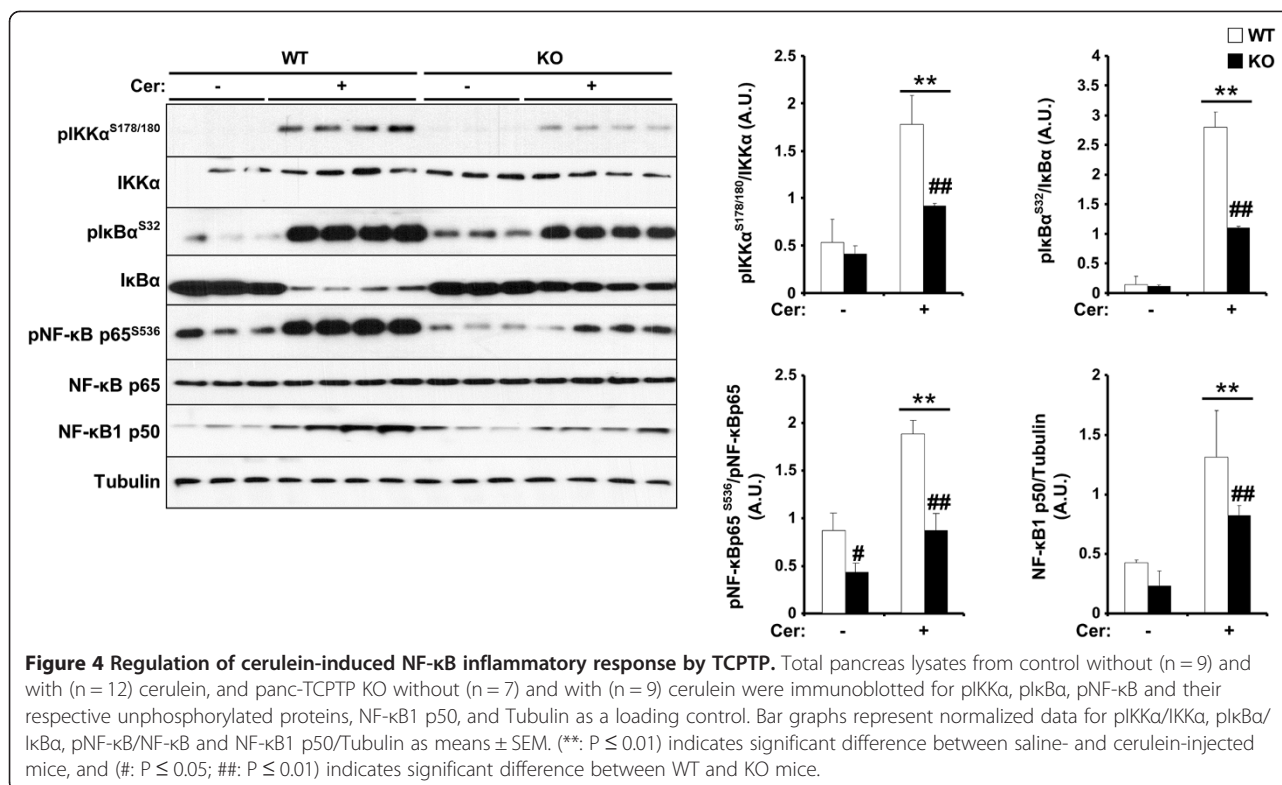 WT KO
Cer: - + - +
pIKKα^S178/180
IKKα
pIκBα^S32
IκBα
pNF-κB p65^S536
NF-κB p65
NF-κB1 p50
Tubulin
WT
KO
pIKKα^S178/180/IKKα (A.U.)
2.5
2
1.5
1
0.5
0
**
##
Cer: - +
pIκBα^S32/IκBα (A.U.)
4
3.5
3
2.5
2
1.5
1
0.5
0
**
##
Cer: - +
pNF-κBp65 ^S536/pNF-κBp65
(A.U.)
2.5
2
1.5
1
0.5
0
**
#
##
Cer: - +
NF-κB1 p50/Tubulin
(A.U.)
2
1.5
1
0.5
0
**
##
Cer: - +
Figure 4 Regulation of cerulein-induced NF-κB inflammatory response by TCPTP. Total pancreas lysates from control without (n = 9) and
with (n = 12) cerulein, and panc-TCPTP KO without (n = 7) and with (n = 9) cerulein were immunoblotted for pIKKα, pIκBα, pNF-κB and their
respective unphosphorylated proteins, NF-κB1 p50, and Tubulin as a loading control. Bar graphs represent normalized data for pIKKα/IKKα, pIκBα/
IκBα, pNF-κB/NF-κB and NF-κB1 p50/Tubulin as means ± SEM. (**: P ≤ 0.01) indicates significant difference between saline- and cerulein-injected
mice, and (#: P ≤ 0.05; ##: P ≤ 0.01) indicates significant difference between WT and KO mice.